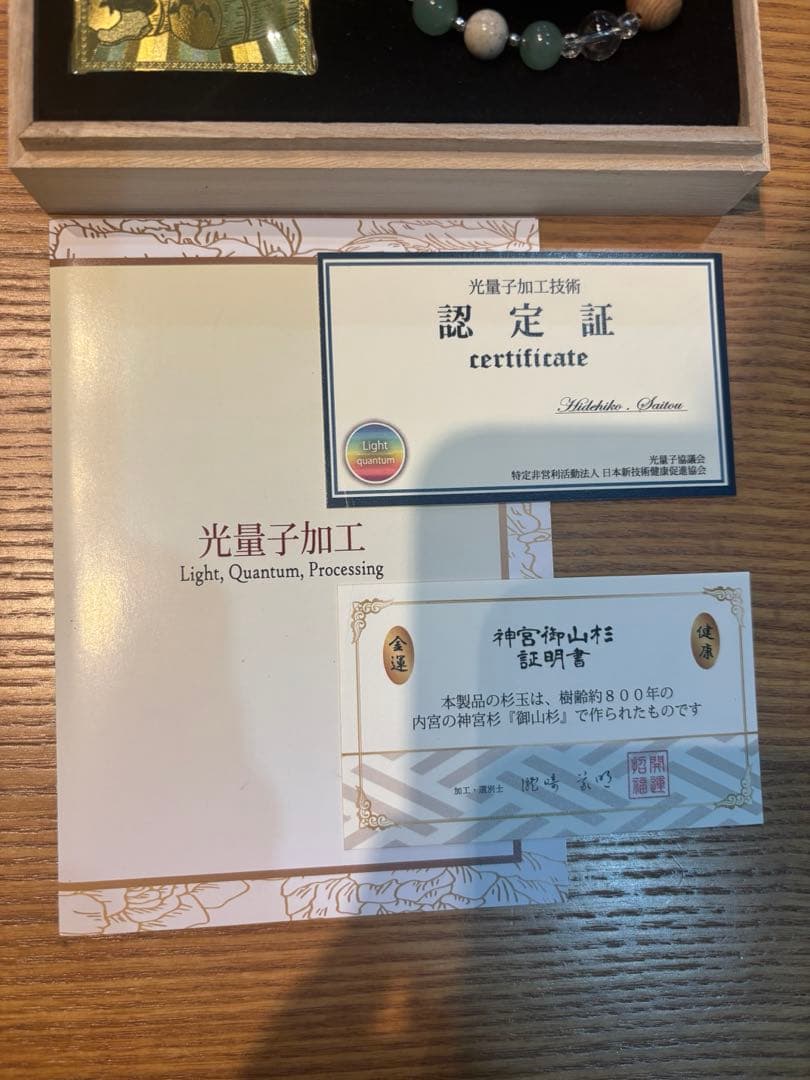 光量子加工技術
認定証
certificate
Hidehiko . Saitou
Light
quantum
光量子協議会
特定非営利活動法人 日本新技術健康促進協会
光量子加工
Light, Quantum, Processing
金運
神宮御山杉
証明書
健康
本製品の杉玉は、樹齢約800年の
内宮の神宮杉『御山杉』で作られたものです
加工・選別士
開運
招福